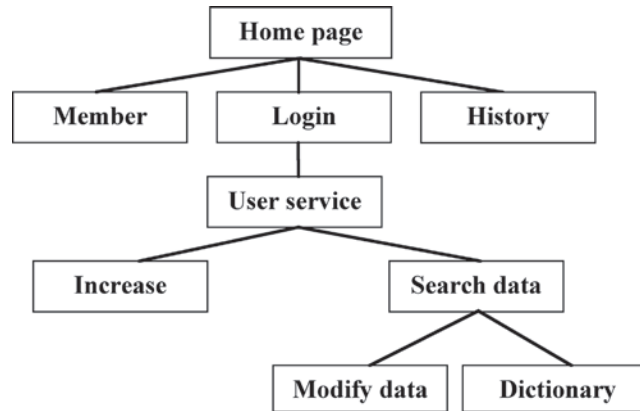 Home page
Member
Login
History
User service
Increase
Search data
Modify data
Dictionary